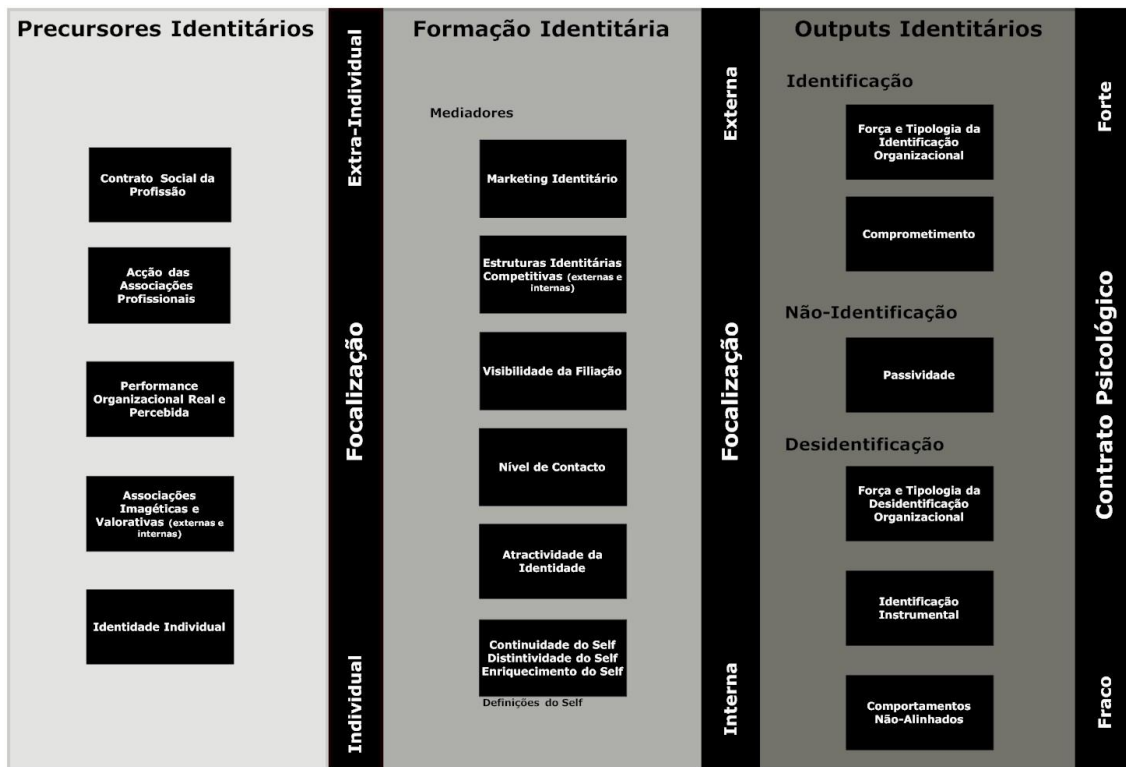 Precursores Identitários
Contrato Social da
Profissão
Acção das
Associações
Profissionais
Performance
Organizacional Real e
Percebida
Associações
Imagéticas e
Valorativas (externas e
internas)
Identidade Individual
Extra-Individual
Focalização
Individual
Formação Identitária
Mediadores
Marketing Identitário
Estruturas Identitárias
Competitivas (externas e
internas)
Visibilidade da Filiação
Nível de Contacto
Atractividade da
Identidade
Continuidade do Self
Distintividade do Self
Enriquecimento do Self
Definições do Self
Externa
Focalização
Interna
Outputs Identitários
Identificação
Força e Tipologia da
Identificação
Organizacional
Comprometimento
Não-Identificação
Passividade
Desidentificação
Força e Tipologia da
Desidentificação
Organizacional
Identificação
Instrumental
Comportamentos
Não-Alinhados
Forte
Contrato Psicológico
Fraco